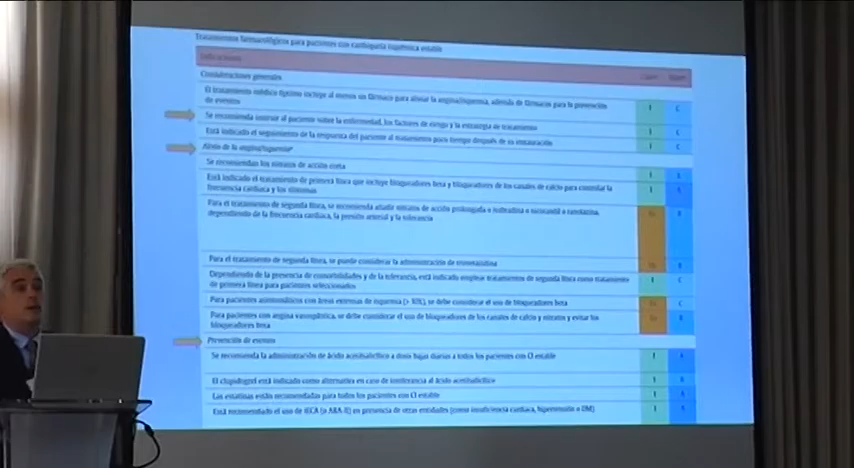 Tratamientos farmacológicos para pacientes con cardiopatía isquémica estable
Indicaciones Clase Nivel
Consideraciones generales
El tratamiento médico óptimo incluye al menos un fármaco para aliviar la angina/isquemia, además de fármacos para la prevención
de eventos I C
Se recomienda instruir al paciente sobre la enfermedad, los factores de riesgo y la estrategia de tratamiento I C
Está indicado el seguimiento de la respuesta del paciente al tratamiento poco tiempo después de su instauración I C
Alivio de la angina/isquemia
Se recomiendan los nitratos de acción corta I B
Está indicado el tratamiento de primera línea que incluye bloqueadores beta y bloqueadores de los canales de calcio para controlar la
frecuencia cardiaca y los síntomas I A
Para el tratamiento de segunda línea, se recomienda añadir nitratos de acción prolongada o ivabradina o nicorandil o ranolazina,
dependiendo de la frecuencia cardiaca, la presión arterial y la tolerancia
Para el tratamiento de segunda línea, se puede considerar la administración de trimetazidina
Dependiendo de la presencia de comorbilidades y de la tolerancia, está indicado emplear tratamientos de segunda línea como tratamiento
de primera línea para pacientes seleccionados I C
Para pacientes asintomáticos con áreas extensas de isquemia (> 10%), se debe considerar el uso de bloqueadores beta C
Para pacientes con angina vasospástica, se debe considerar el uso de bloqueadores de los canales de calcio y nitratos y evitar los
bloqueadores beta
Prevención de eventos
Se recomienda la administración de ácido acetilsalicílico a dosis bajas diarias a todos los pacientes con CI estable I A
El clopidogrel está indicado como alternativa en caso de intolerancia al ácido acetilsalicílico I B
Las estatinas están recomendadas para todos los pacientes con CI estable I A
Está recomendado el uso de IECA (o ARA-II) en presencia de otras entidades (como insuficiencia cardiaca, hipertensión o DM) I A